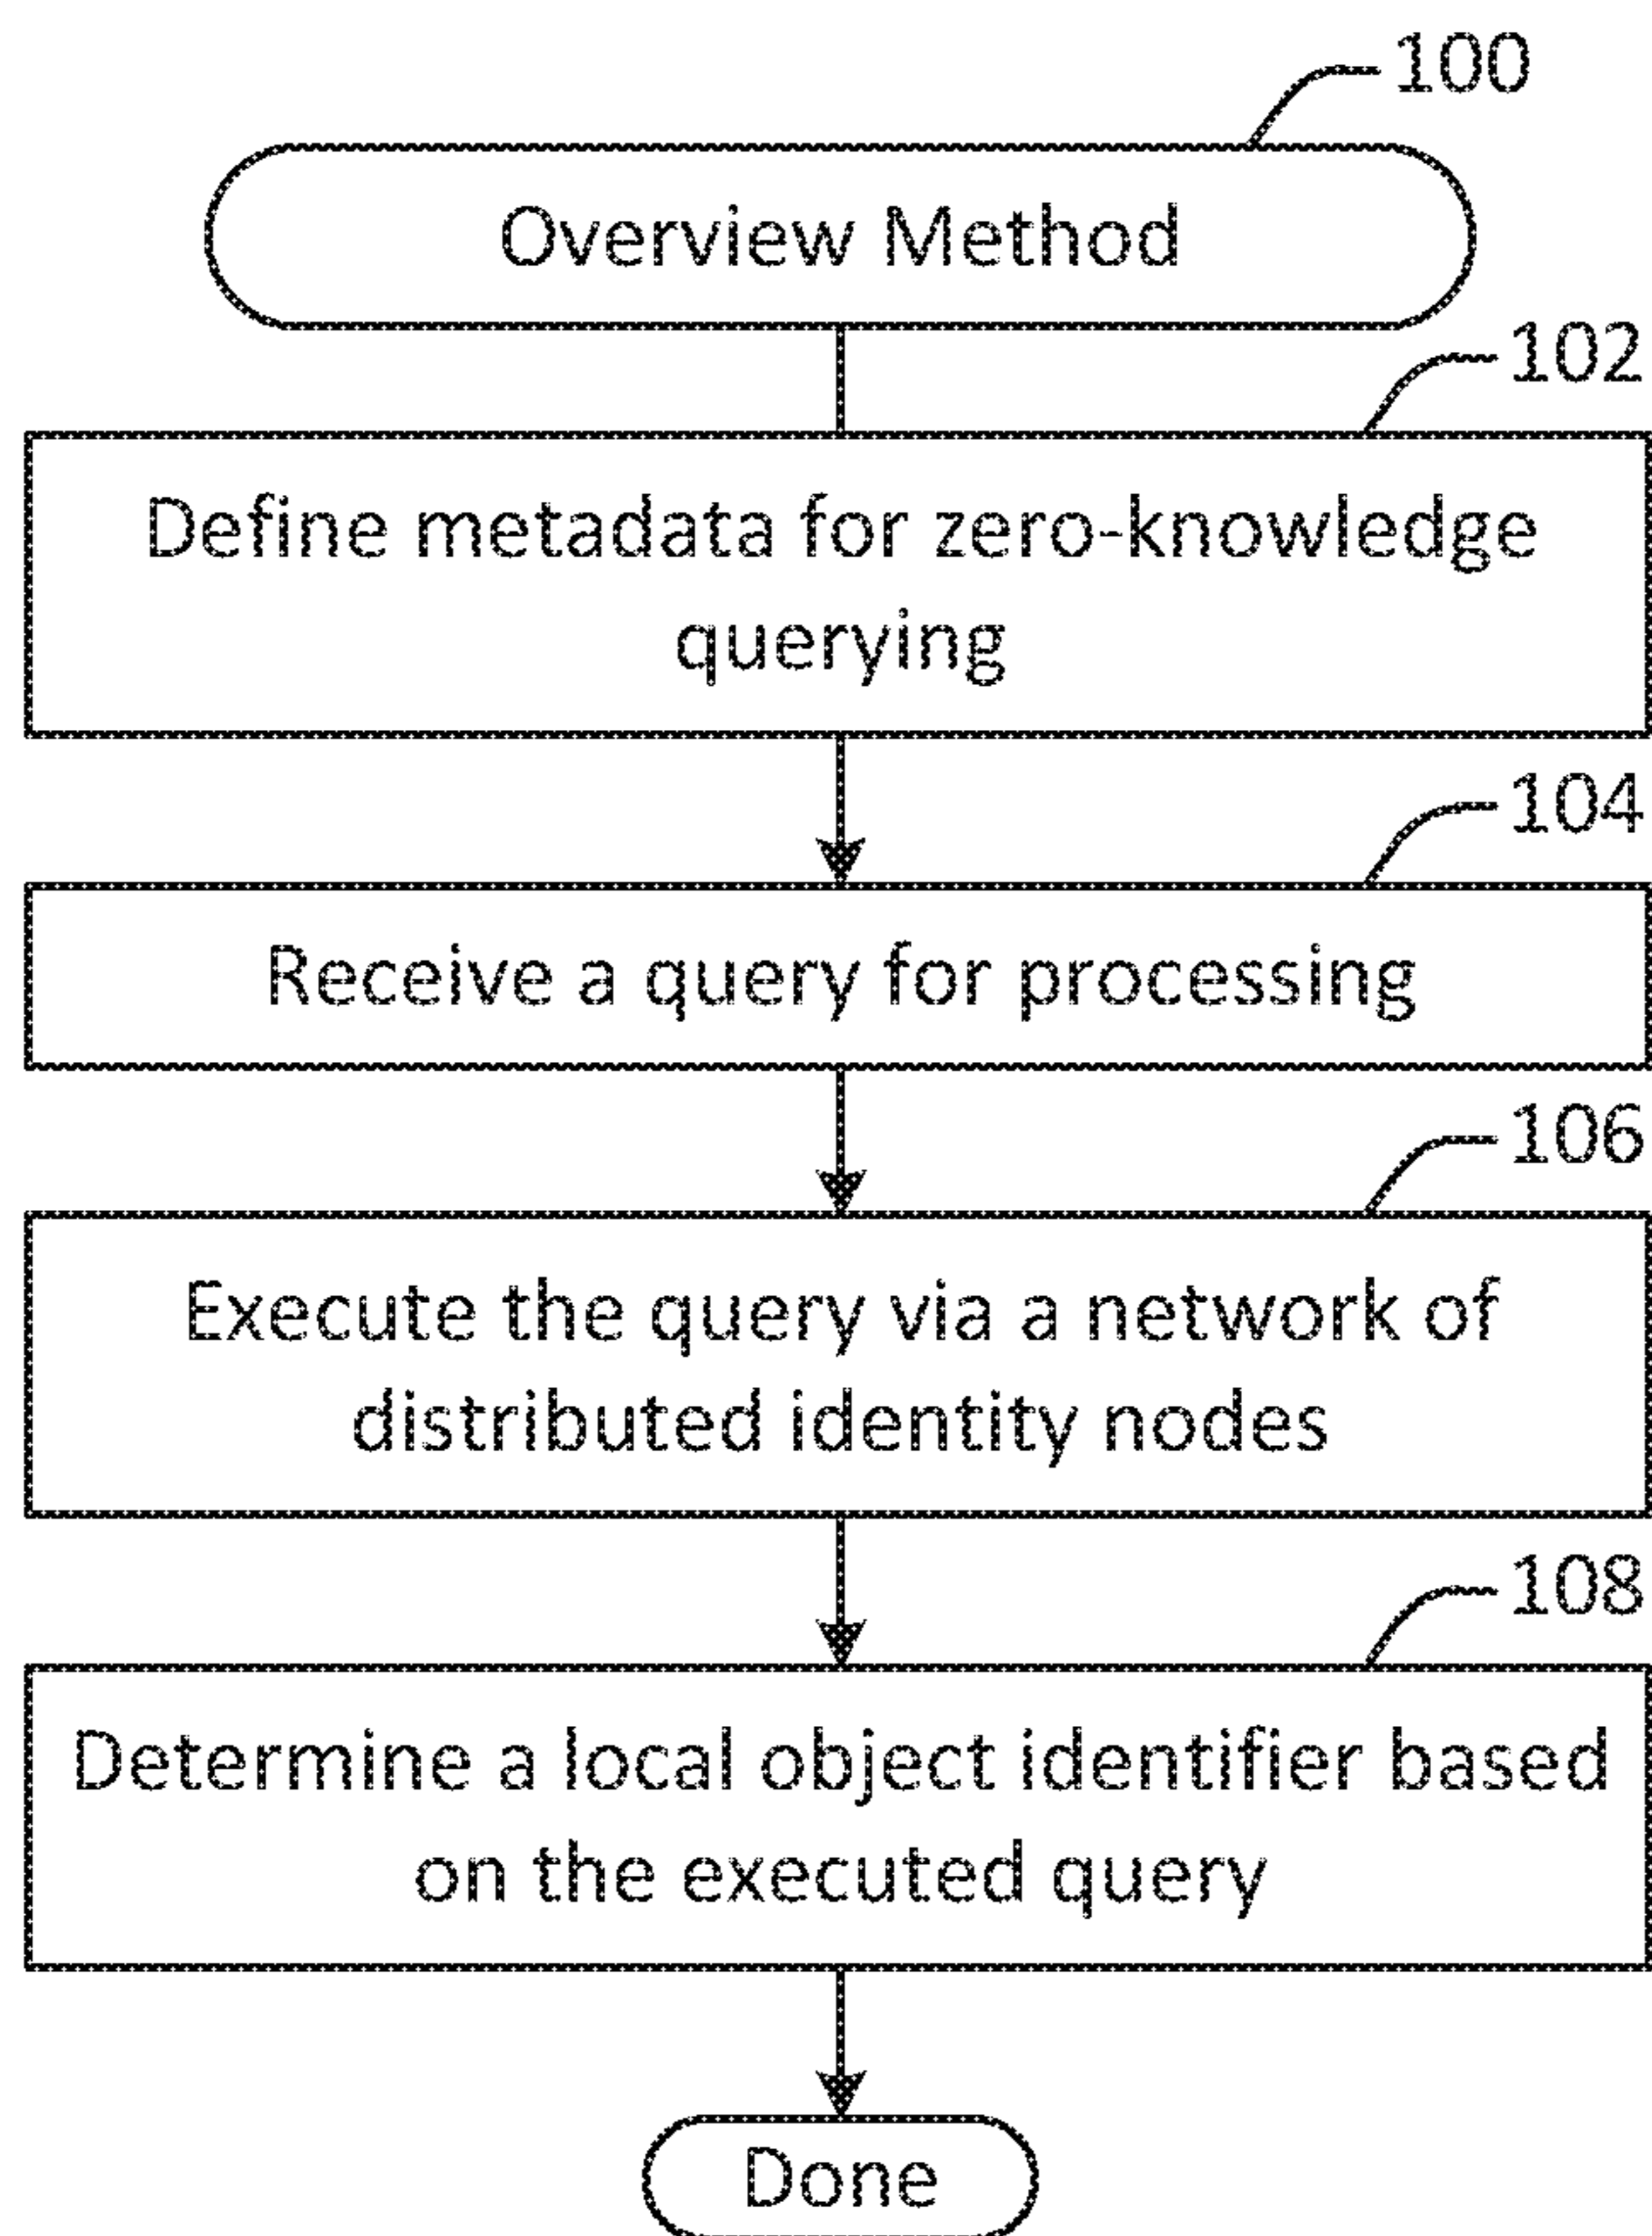 100
Overview Method
102
Define metadata for zero-knowledge
querying
104
Receive a query for processing
106
Execute the query via a network of
distributed identity nodes
108
Determine a local object identifier based
on the executed query
Done